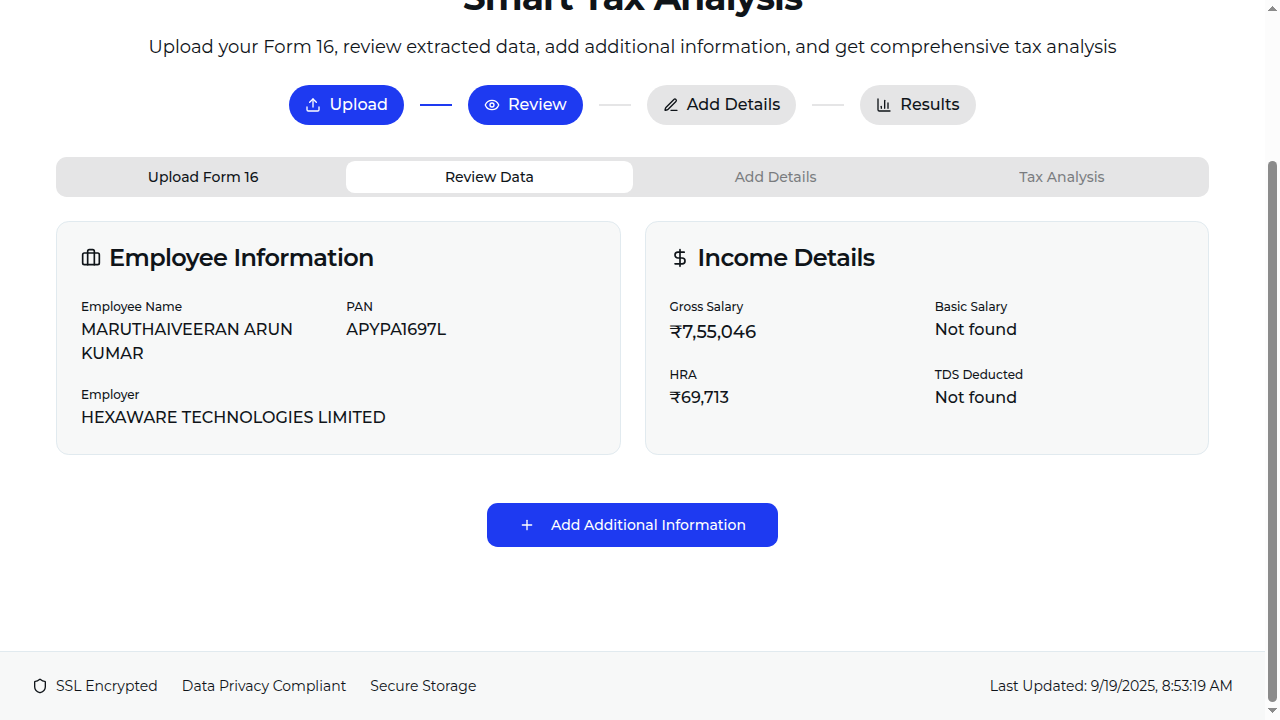 Smart Tax Analysis
Upload your Form 16, review extracted data, add additional information, and get comprehensive tax analysis
Upload
Review
Add Details
Results
Upload Form 16
Review Data
Add Details
Tax Analysis
Employee Information
Employee Name
MARUTHAIVEERAN ARUN
KUMAR
PAN
APYPA1697L
Employer
HEXAWARE TECHNOLOGIES LIMITED
Income Details
Gross Salary
₹7,55,046
Basic Salary
Not found
HRA
₹69,713
TDS Deducted
Not found
Add Additional Information
SSL Encrypted
Data Privacy Compliant
Secure Storage
Last Updated: 9/19/2025, 8:53:19 AM